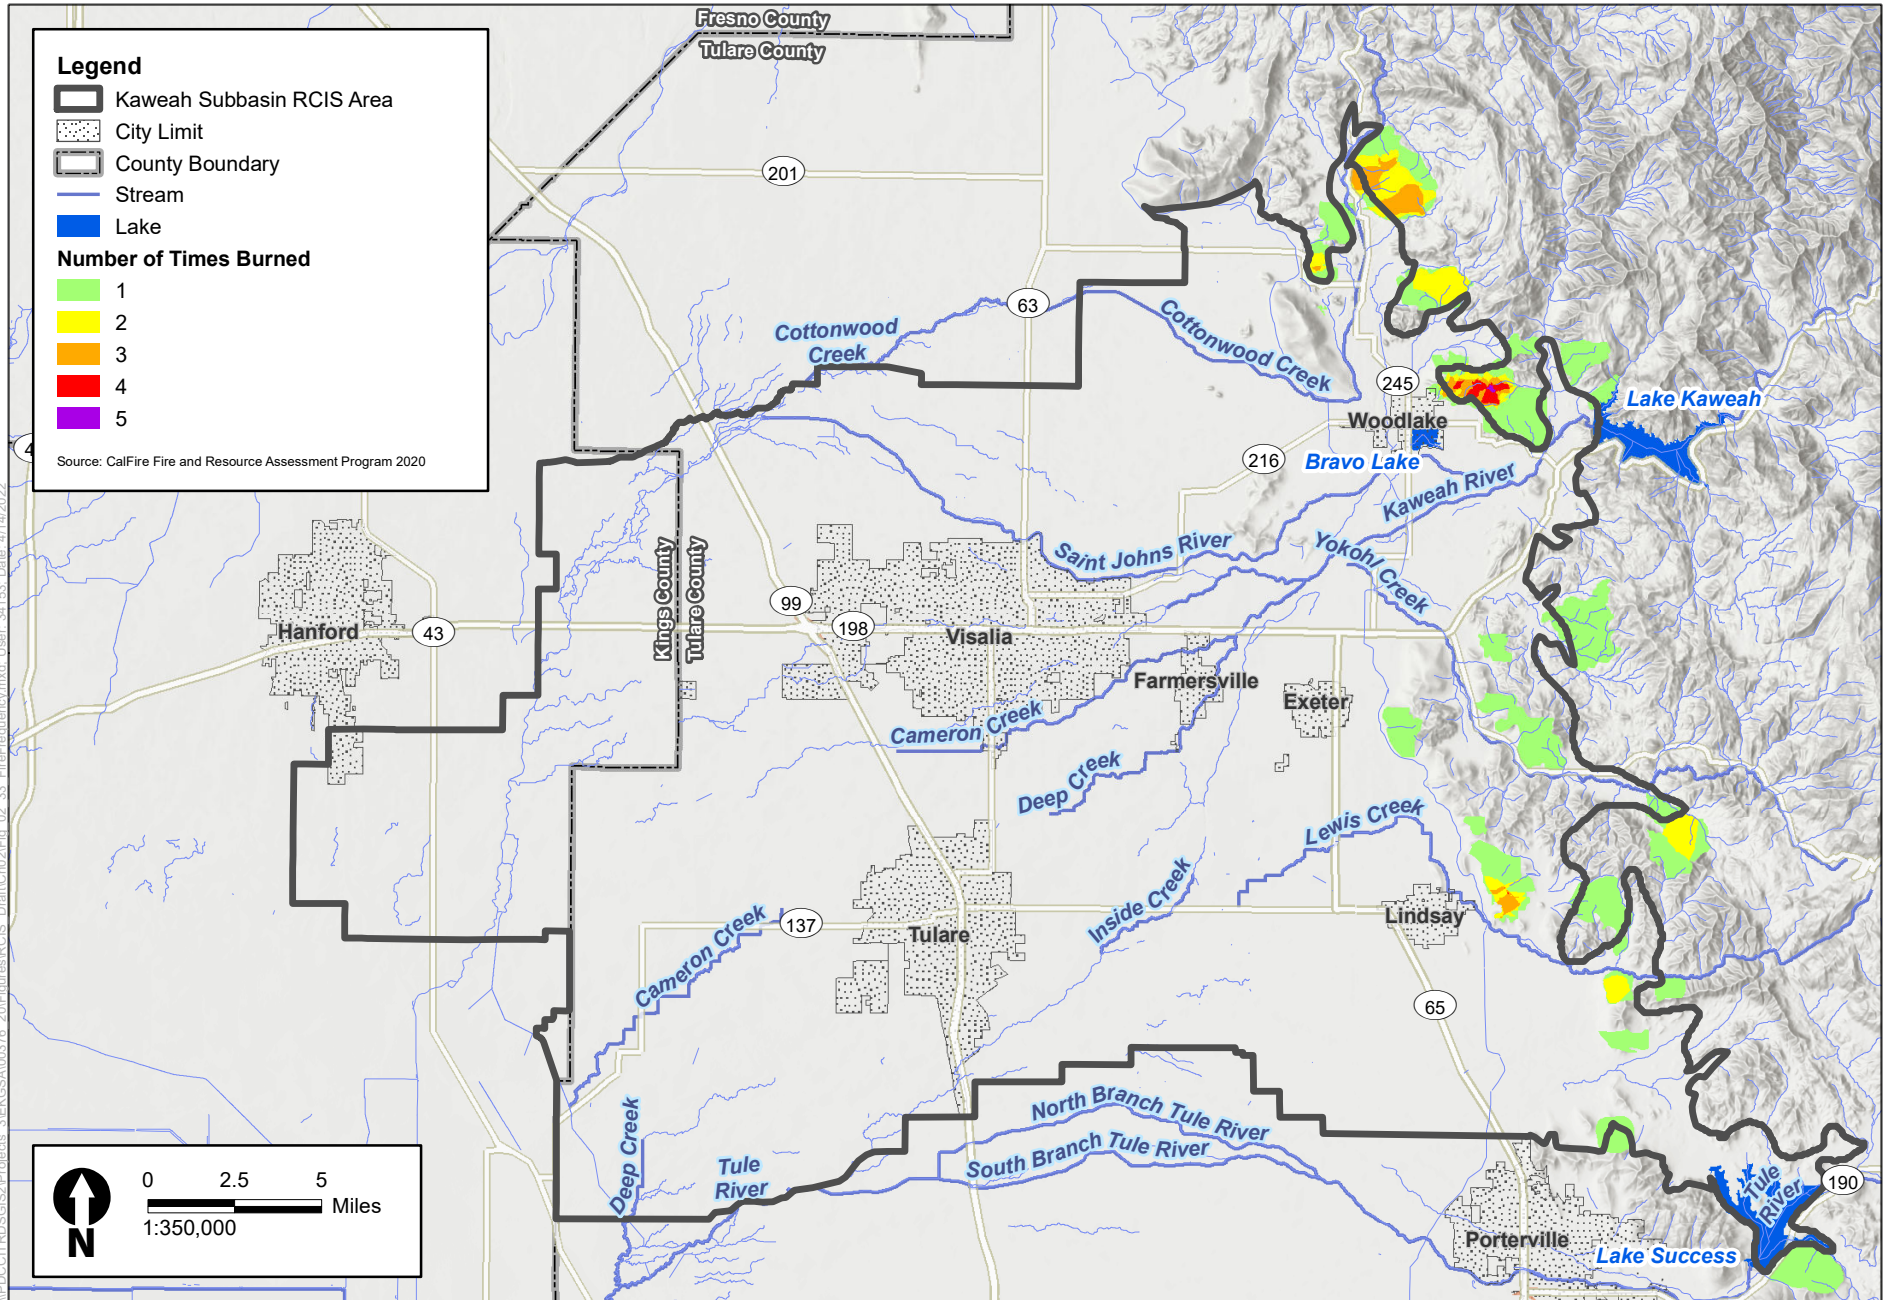 Fresno County
Tulare County
Legend
Kaweah Subbasin RCIS Area
City Limit
County Boundary
Stream
Lake
Number of Times Burned
1
2
3
4
5
Source: CalFire Fire and Resource Assessment Program 2020
201
63
Cottonwood
Creek
Cottonwood Creek
245
Woodlake
Lake Kaweah
216
Bravo Lake
Kaweah River
Saint Johns River
Yokohl Creek
Kings County
Tulare County
99
198
Hanford
43
Visalia
Farmersville
Exeter
Cameron Creek
Deep Creek
Lewis Creek
Inside Creek
Lindsay
137
Tulare
Cameron Creek
65
North Branch Tule River
South Branch Tule River
Deep Creek
Tule
River
Tule
River
190
Porterville
Lake Success
N
0 2.5 5
Miles
1:350,000